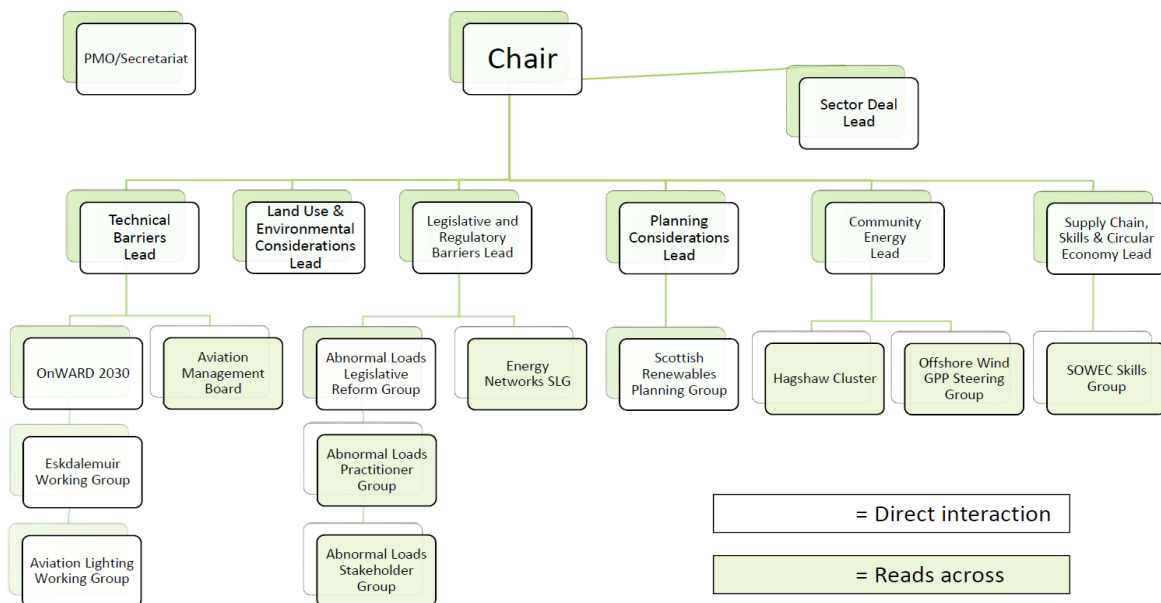 PMO/Secretariat
Chair
Sector Deal
Lead
Technical
Barriers
Lead
Land Use &
Environmental
Considerations
Lead
Legislative and
Regulatory
Barriers Lead
Planning
Considerations
Lead
Community
Energy
Lead
Supply Chain,
Skills & Circular
Economy Lead
OnWARD 2030
Aviation
Management
Board
Abnormal Loads
Legislative
Reform Group
Energy
Networks SLG
Scottish
Renewables
Planning Group
Hagshaw Cluster
Offshore Wind
GPP Steering
Group
SOWEC Skills
Group
Eskdalemuir
Working Group
Abnormal Loads
Practitioner
Group
Aviation Lighting
Working Group
Abnormal Loads
Stakeholder
Group
= Direct interaction
= Reads across